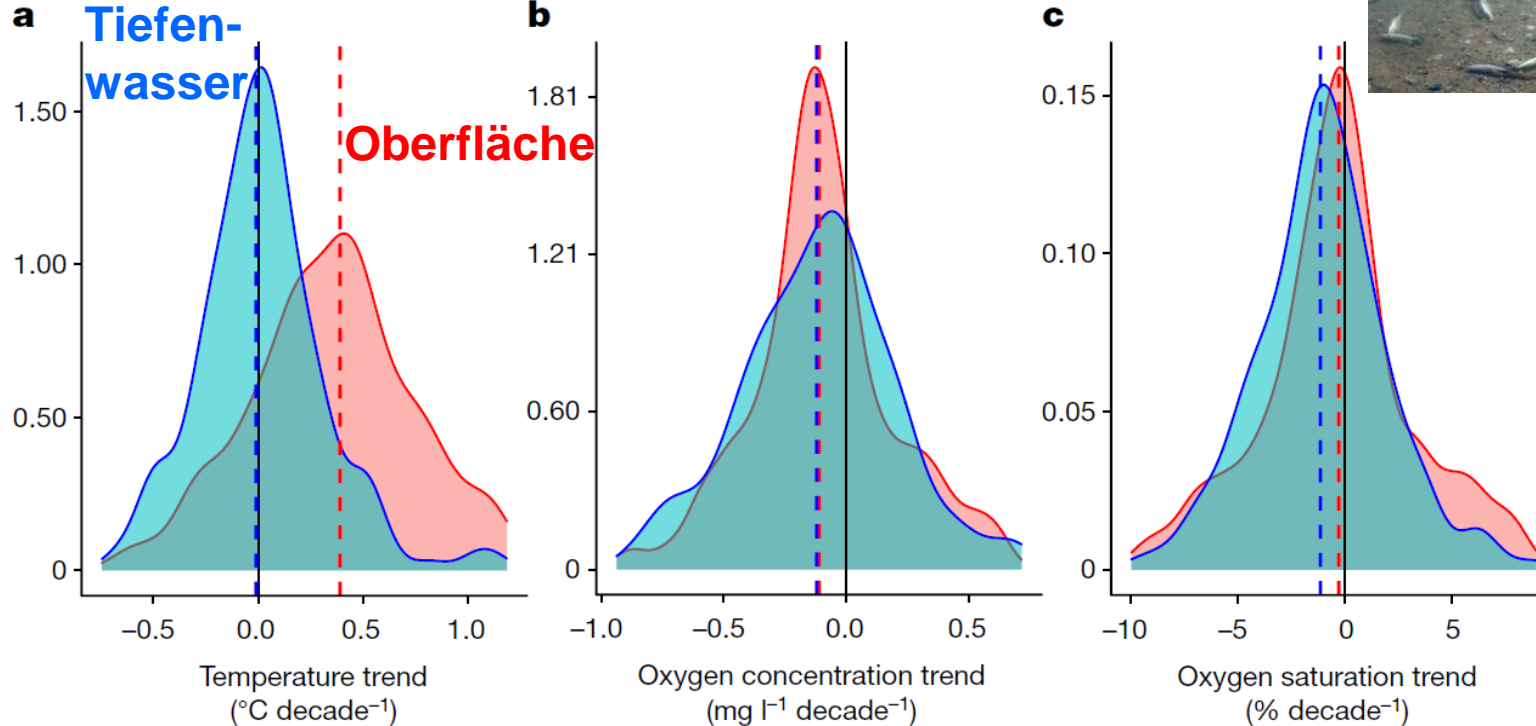 a
Tiefen-
wasser
Oberfläche
1.50
1.00
0.50
0
−0.5
0.0
0.5
1.0
Temperature trend
(°C decade⁻¹)
b
1.81
1.21
0.60
0
−1.0
−0.5
0.0
0.5
Oxygen concentration trend
(mg l⁻¹ decade⁻¹)
c
0.15
0.10
0.05
0
−10
−5
0
5
Oxygen saturation trend
(% decade⁻¹)